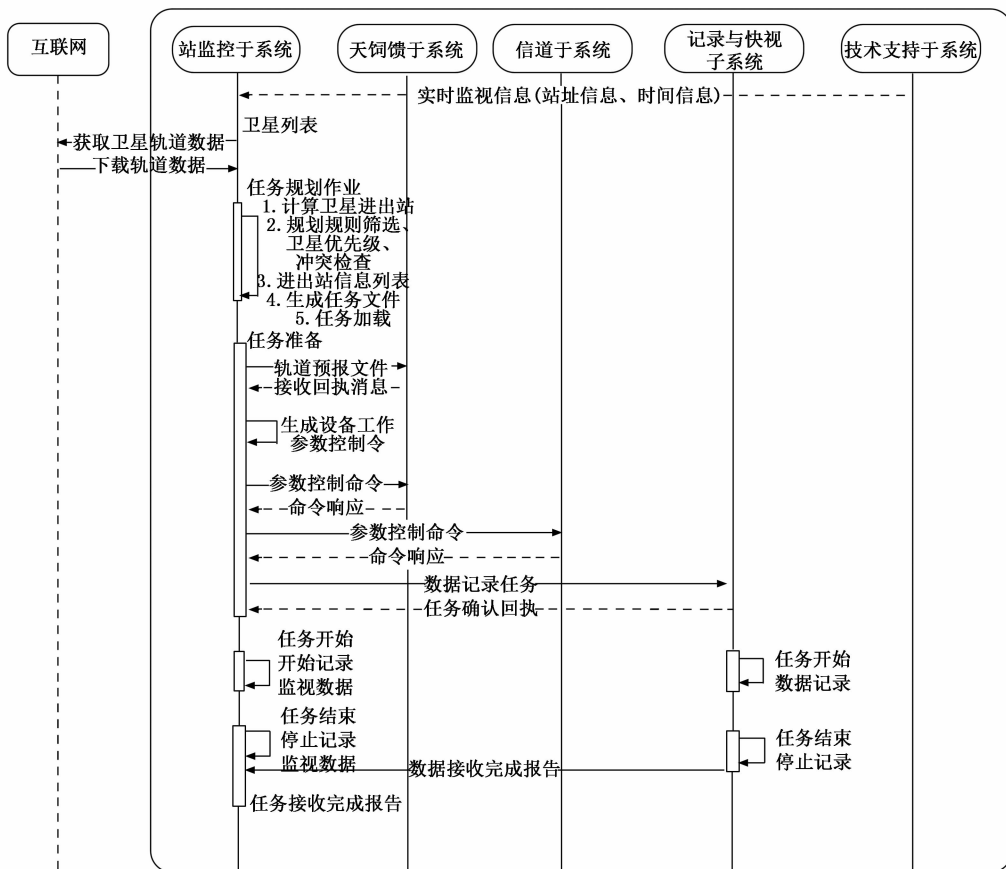 互联网
站监控于系统
天饲馈于系统
信道于系统
记录与快视
子系统
技术支持于系统
实时监视信息(站址信息、时间信息)
卫星列表
获取卫星轨道数据
下载轨道数据
任务规划作业
1.计算卫星进出站
2.规划规则筛选、
卫星优先级、
冲突检查
3.进出站信息列表
4.生成任务文件
5.任务加载
任务准备
轨道预报文件
接收回执消息
生成设备工作
参数控制令
参数控制命令
命令响应
参数控制命令
命令响应
数据记录任务
任务确认回执
任务开始
开始记录
监视数据
任务开始
数据记录
任务结束
停止记录
监视数据
任务结束
停止记录
数据接收完成报告
任务接收完成报告